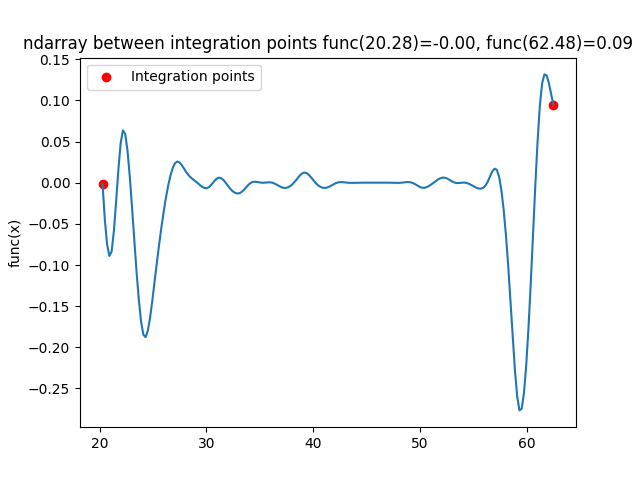 ndarray between integration points func(20.28)=-0.00, func(62.48)=0.09
Integration points
0.15
0.10
0.05
0.00
−0.05
−0.10
−0.15
−0.20
−0.25
func(x)
20 30 40 50 60